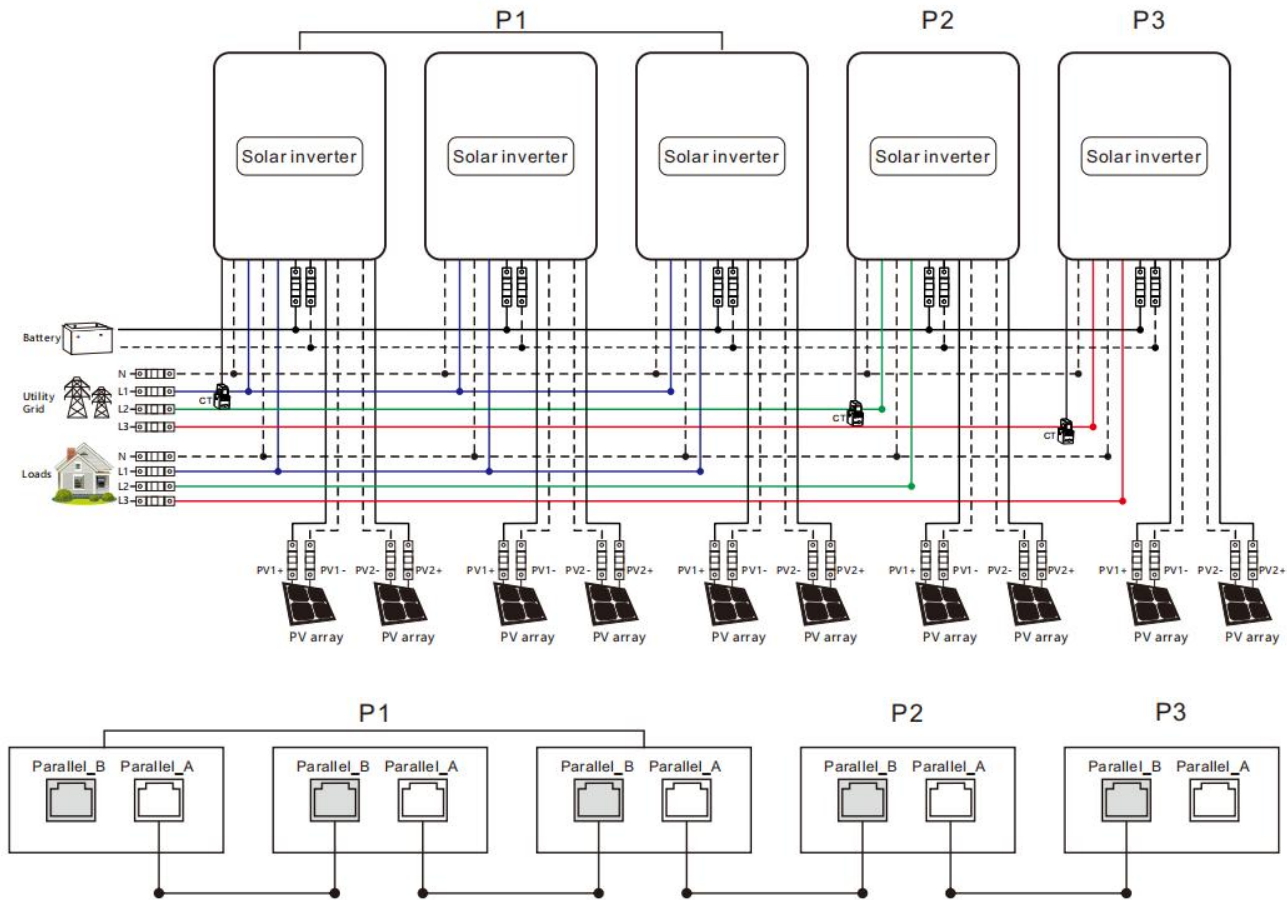 P1 P2 P3
Solar inverter Solar inverter Solar inverter Solar inverter Solar inverter
Battery
Utility
Grid
N
L1
L2
L3
CT CT CT
Loads
N
L1
L2
L3
PV1+ PV1- PV2- PV2+ PV1+ PV1- PV2- PV2+ PV1+ PV1- PV2- PV2+ PV1+ PV1- PV2- PV2+ PV1+ PV1- PV2- PV2+
PV array PV array PV array PV array PV array PV array PV array PV array PV array PV array
P1 P2 P3
Parallel_B Parallel_A Parallel_B Parallel_A Parallel_B Parallel_A Parallel_B Parallel_A Parallel_B Parallel_A